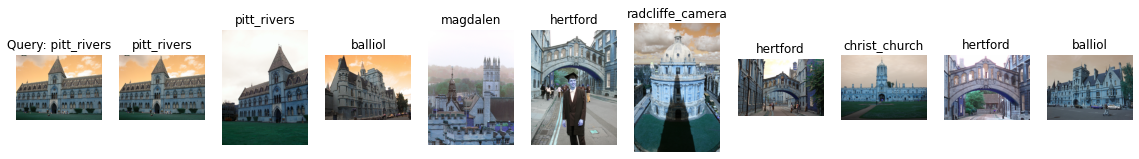 Query: pitt_rivers
pitt_rivers
pitt_rivers
balliol
magdalen
hertford
radcliffe_camera
hertford
christ_church
hertford
balliol